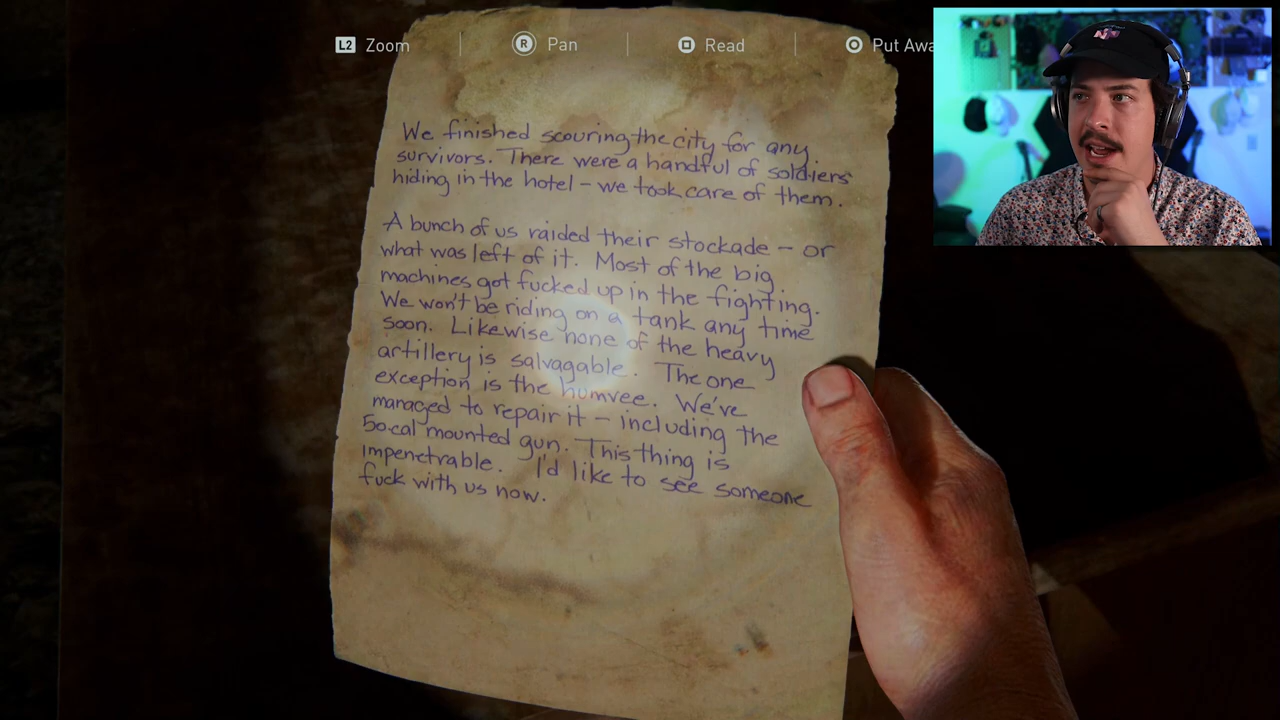 L2 Zoom
R Pan
Read
Put Awa
We finished scouring the city for any
survivors. There were a handful of soldiers
hiding in the hotel - we took care of them.
A bunch of us raided their stockade - or
what was left of it. Most of the big
machines got fucked up in the fighting.
We won't be riding on a tank any time
soon. Likewise none of the heavy
artillery is salvagable. The one
exception is the humvee. We've
managed to repair it - including the
50cal mounted gun. This thing is
impenetrable. I'd like to see someone
fuck with us now.